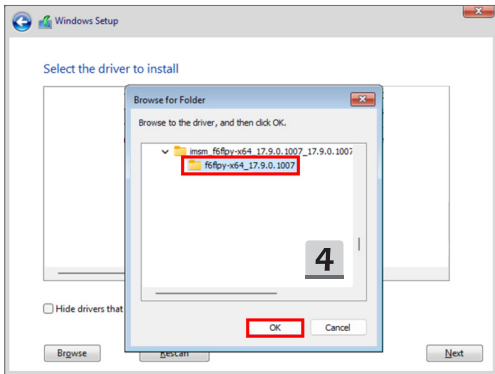 Windows Setup
Select the driver to install
Browse for Folder
Browse to the driver, and then click OK.
imsm_f6flpy-x64_17.9.0.1007_17.9.0.1007
f6flpy-x64_17.9.0.1007
4
Hide drivers that
OK
Cancel
Browse
Rescan
Next